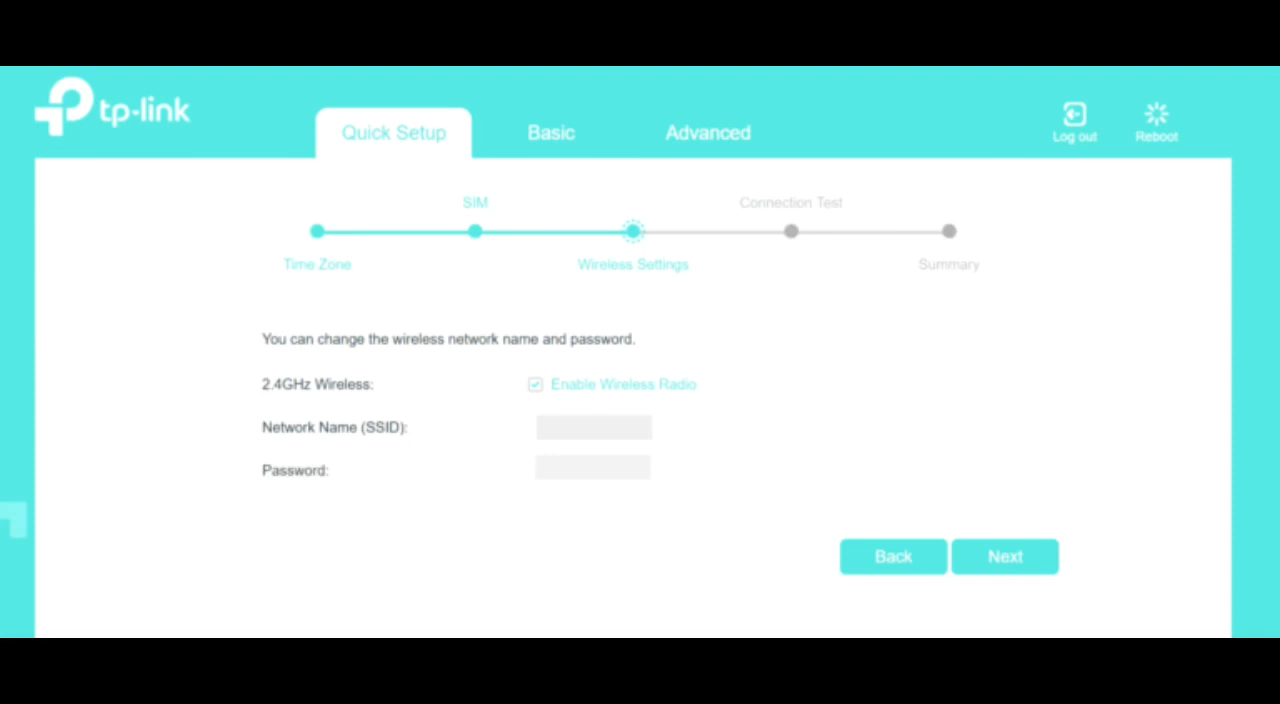 tp-link
Quick Setup
Basic
Advanced
Log out
Reboot
SIM
Connection Test
Time Zone
Wireless Settings
Summary
You can change the wireless network name and password.
2.4GHz Wireless:
Enable Wireless Radio
Network Name (SSID):
Password:
Back
Next